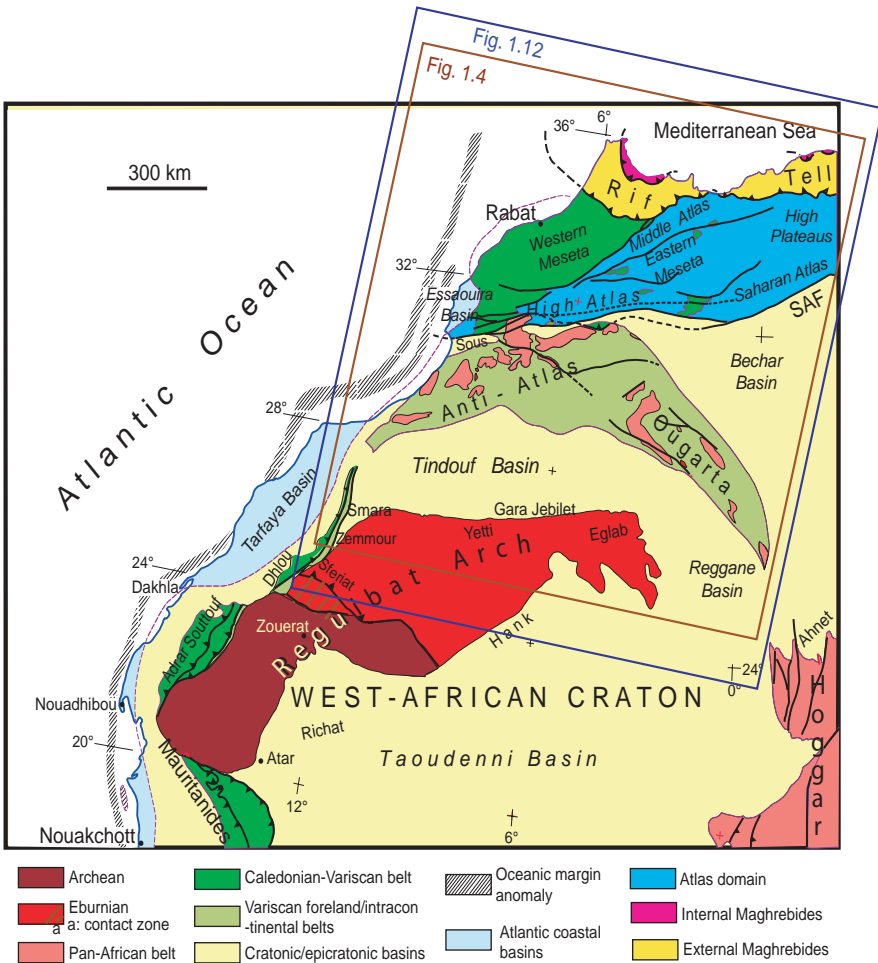 Fig. 1.12
Fig. 1.4
6°
36°
Mediterranean Sea
300 km
Rif
Tell
Rabat
Middle Atlas
High
Plateaus
Western
Meseta
Eastern
Meseta
32°
Essaouira
Basin
High Atlas
Saharan Atlas
SAF
Sous
Bechar
Basin
Atlantic Ocean
Anti-Atlas
28°
Ougarta
Tindouf Basin
Tarfaya Basin
Smara
Gara Jebilet
Zemmour
Yetti
Eglab
24°
Dakhla
Dhlou
Steriat
Reguibat Arch
Reggane
Basin
Adrar Souttouf
Zouerat
Hank
Ahnet
24°
0°
Nouadhibou
WEST-AFRICAN CRATON
Hoggar
20°
Richat
Atar
Taoudenni Basin
Mauritanides
12°
6°
Nouakchott
Archean
Caledonian-Variscan belt
Oceanic margin
anomaly
Atlas domain
Eburnian
a a: contact zone
Variscan foreland/intracon
-tinental belts
Internal Maghrebides
Atlantic coastal
basins
Pan-African belt
Cratonic/epicratonic basins
External Maghrebides